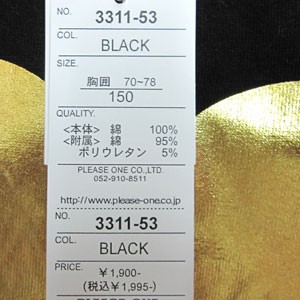 NO. 3311-53
COL. BLACK
SIZE.
胸囲 70~78
150
QUALITY.
<本体> 綿 100%
<附属> 綿 95%
ポリウレタン 5%
PLEASE ONE CO.,LTD.
052-910-8511
http://www.please-one.co.jp
NO. 3311-53
COL. BLACK
PRICE.
￥1,900-
(税込￥1,995-)